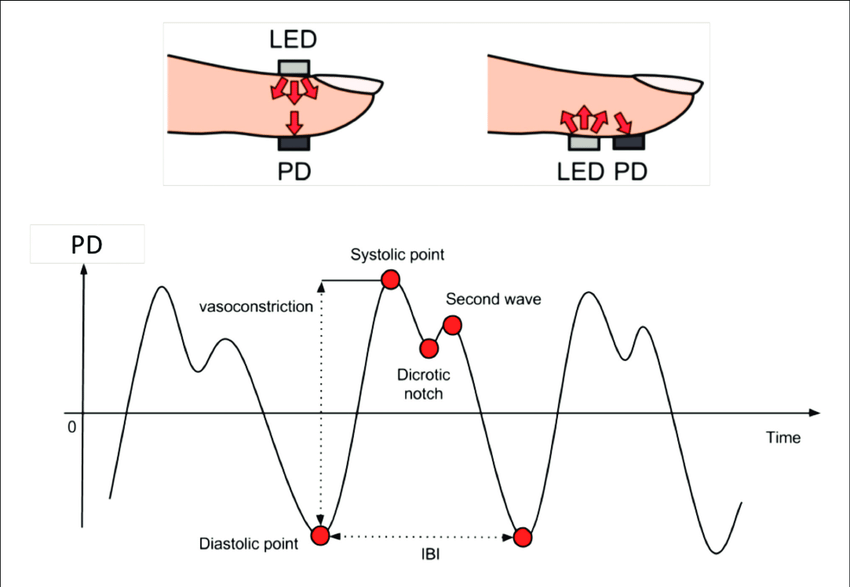 LED
PD
LED PD
PD
Systolic point
vasoconstriction
Second wave
Dicrotic
notch
0
Time
Diastolic point
IBI